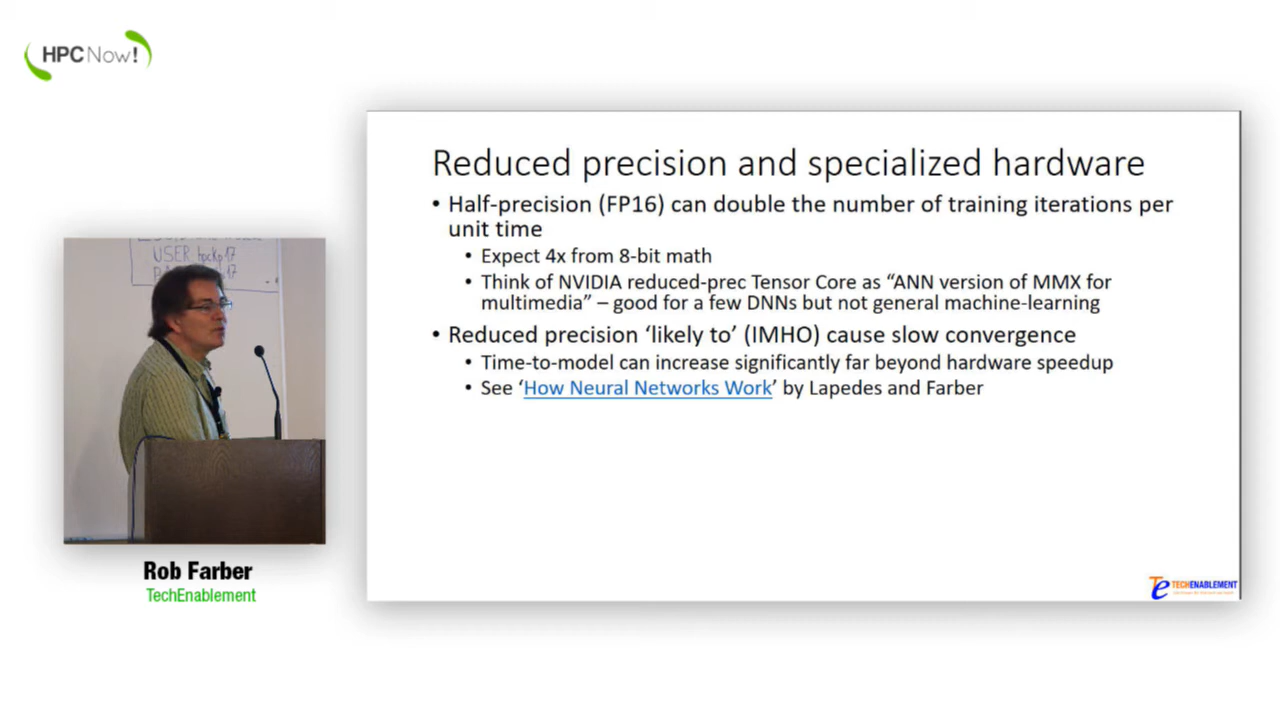 HPCNow!
Reduced precision and specialized hardware
• Half-precision (FP16) can double the number of training iterations per
unit time
• Expect 4x from 8-bit math
• Think of NVIDIA reduced-prec Tensor Core as “ANN version of MMX for
multimedia” – good for a few DNNs but not general machine-learning
• Reduced precision ‘likely to’ (IMHO) cause slow convergence
• Time-to-model can increase significantly far beyond hardware speedup
• See ‘How Neural Networks Work’ by Lapedes and Farber
USER hpckp17
Rob Farber
TechEnablement
Te TECHENABLEMENT